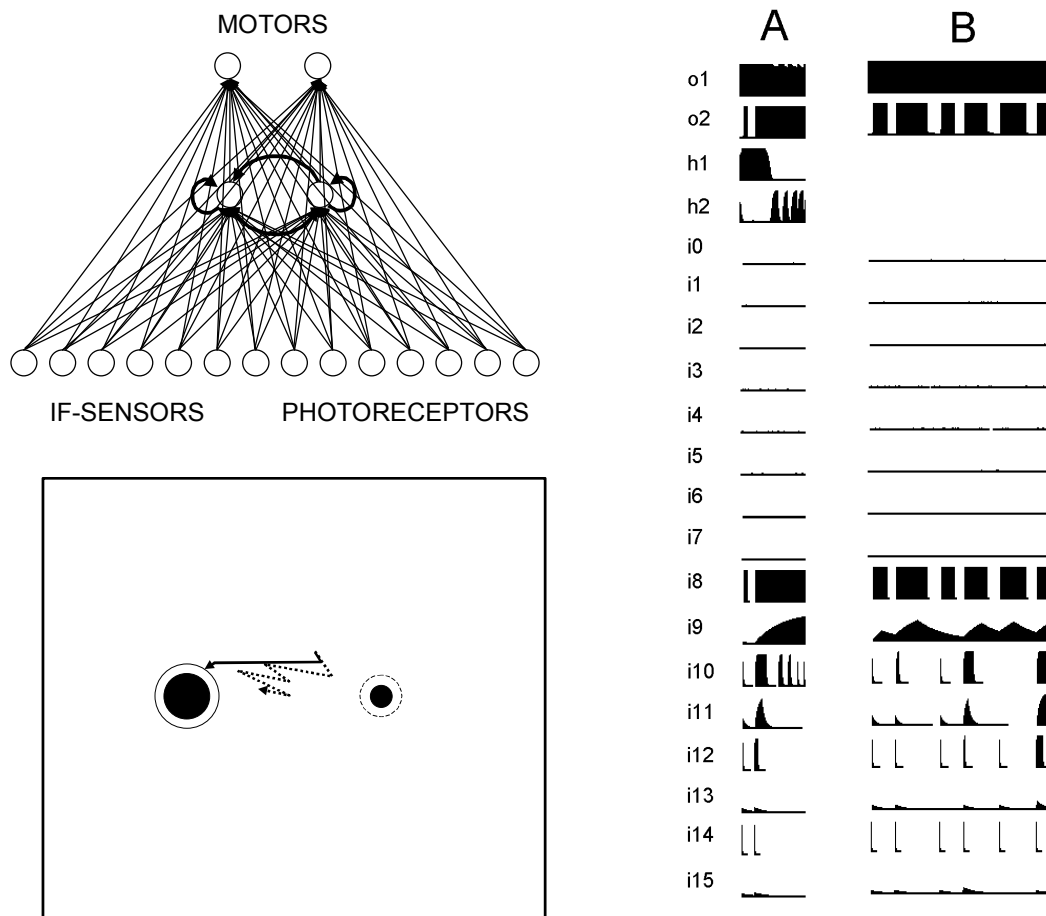 MOTORS
IF-SENSORS PHOTORECEPTORS
A B
o1
o2
h1
h2
i0
i1
i2
i3
i4
i5
i6
i7
i8
i9
i10
i11
i12
i13
i14
i15